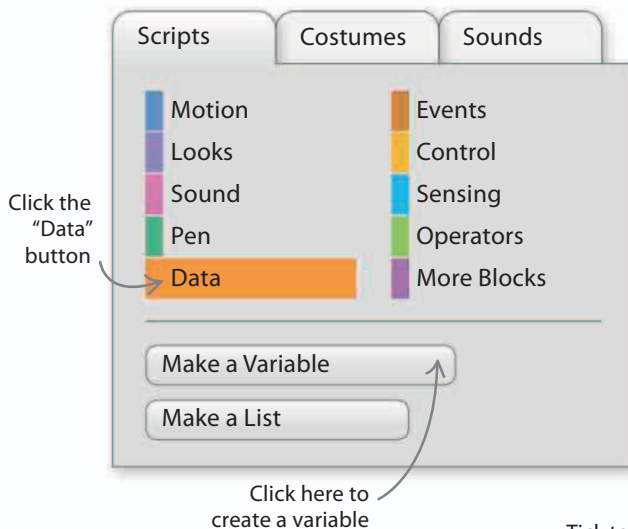 Scripts
Costumes
Sounds
Motion
Events
Looks
Control
Sound
Sensing
Pen
Operators
Data
More Blocks
Click the
"Data"
button
Make a Variable
Make a List
Click here to
create a variable